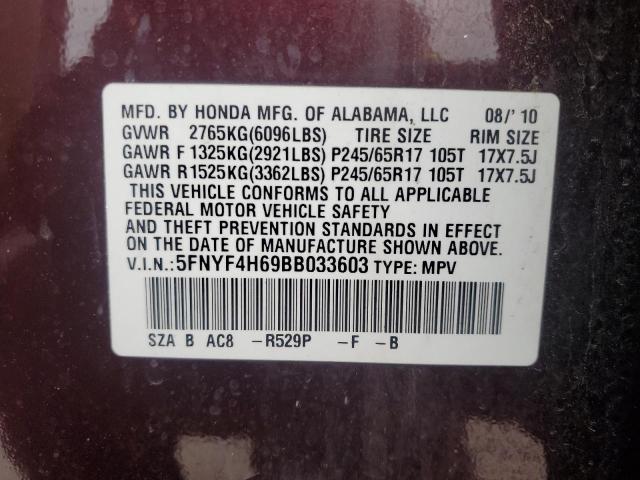 MFD. BY HONDA MFG. OF ALABAMA, LLC 08/'10
GVWR 2765KG(6096LBS) TIRE SIZE RIM SIZE
GAWR F 1325KG(2921LBS) P245/65R17 105T 17X7.5J
GAWR R 1525KG(3362LBS) P245/65R17 105T 17X7.5J
THIS VEHICLE CONFORMS TO ALL APPLICABLE
FEDERAL MOTOR VEHICLE SAFETY
AND THEFT PREVENTION STANDARDS IN EFFECT
ON THE DATE OF MANUFACTURE SHOWN ABOVE.
V.I.N.:5FNYF4H69BB033603 TYPE: MPV
SZA B AC8 -R529P -F -B